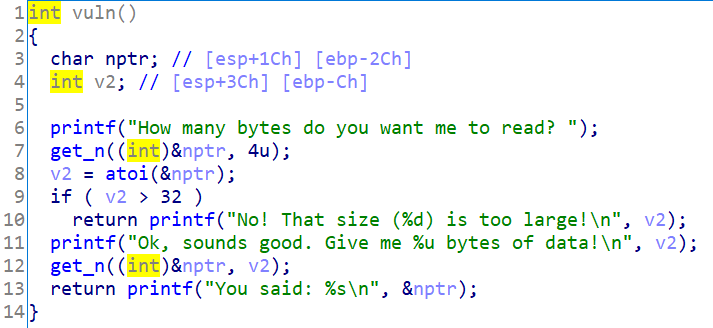 1 int vuln()
2 {
3   char nptr; // [esp+1Ch] [ebp-2Ch]
4   int v2; // [esp+3Ch] [ebp-Ch]
5
6   printf("How many bytes do you want me to read? ");
7   get_n((int)&nptr, 4u);
8   v2 = atoi(&nptr);
9   if ( v2 > 32 )
10     return printf("No! That size (%d) is too large!\n", v2);
11   printf("Ok, sounds good. Give me %u bytes of data!\n", v2);
12   get_n((int)&nptr, v2);
13   return printf("You said: %s\n", &nptr);
14 }